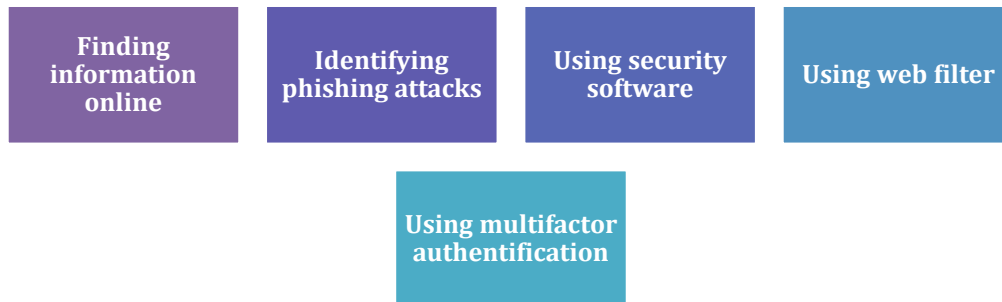 Finding
information
online
Identifying
phishing attacks
Using security
software
Using web filter
Using multifactor
authentification